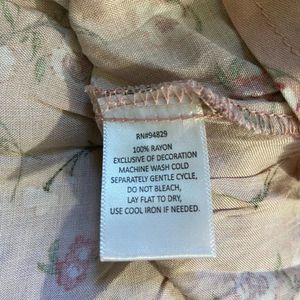 RN#94829
100% RAYON
EXCLUSIVE OF DECORATION
MACHINE WASH COLD
SEPARATELY GENTLE CYCLE,
DO NOT BLEACH,
LAY FLAT TO DRY,
USE COOL IRON IF NEEDED.